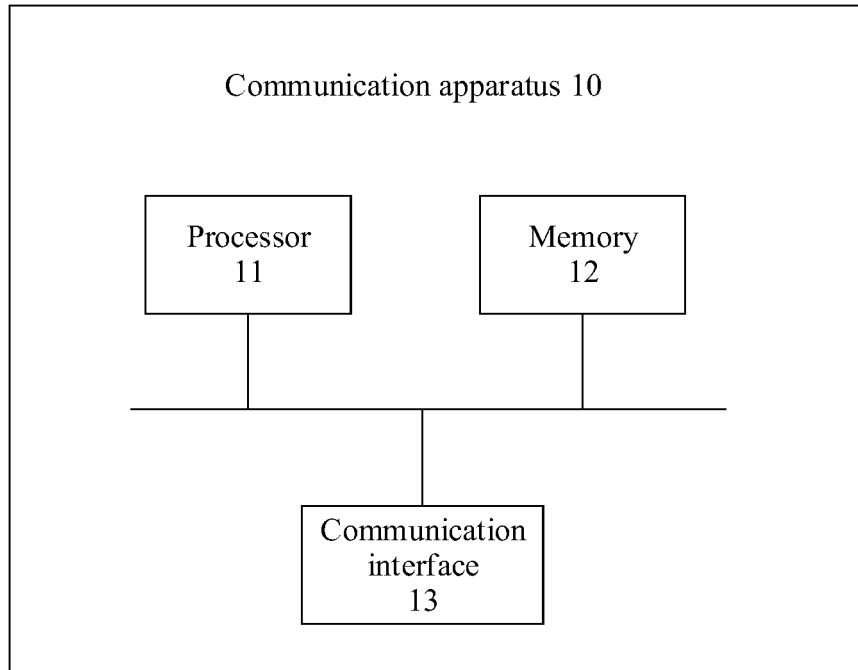 Communication apparatus 10
Processor
11
Memory
12
Communication
interface
13